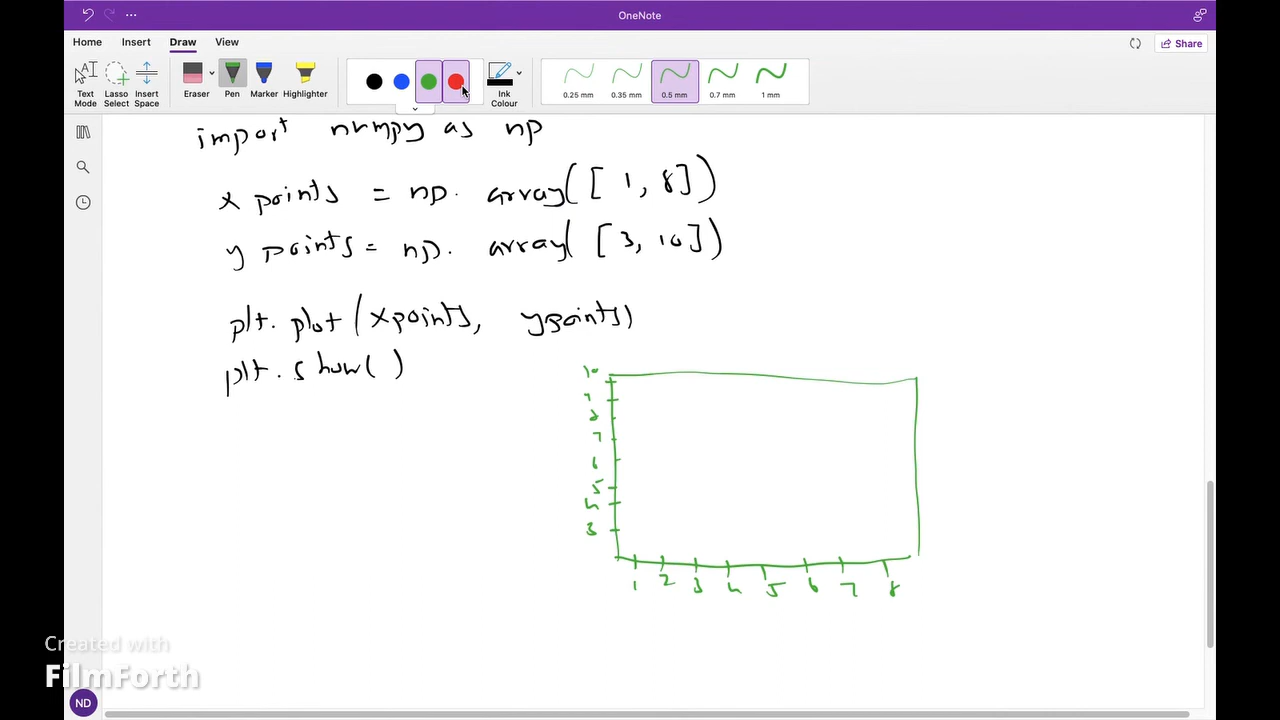 OneNote
Home Insert Draw View Share
Text Mode Lasso Select Insert Space Eraser Pen Marker Highlighter Ink Colour 0.25 mm 0.35 mm 0.5 mm 0.7 mm 1 mm
import numpy as np
x points = np. array([ 1, 8])
y points = np. array( [3, 10])
plt. plot (xpoints, ypoints)
plt. show( )
10
9
8
7
6
5
4
3
1 2 3 4 5 6 7 8
Created with
FilmForth
ND